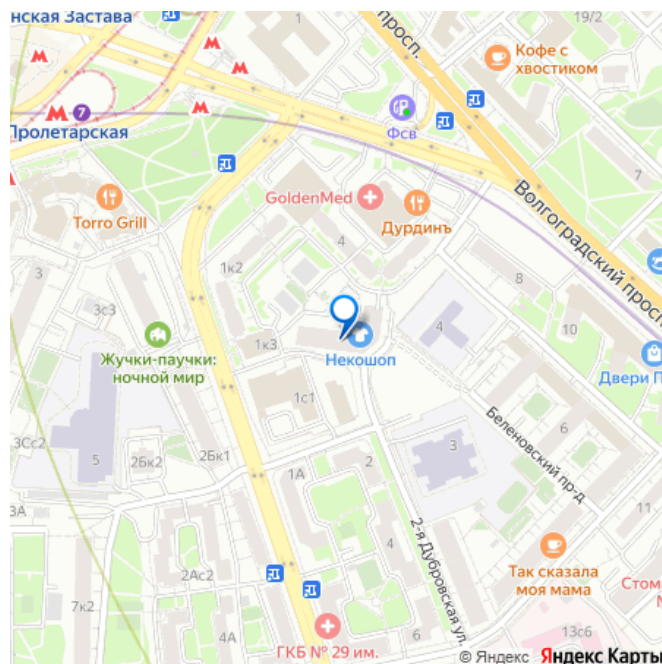 нская Застава
19/2
1
Кофе с
хвостиком
просп.
7
Пролетарская
Фсв
7
Волгоградский просп.
GoldenMed
Дурдинъ
Torro Grill
4
1к2
3
8
3с3
10
4
1к3
Некошоп
Жучки-паучки:
ночной мир
Двери П
1с1
3Сс2
5
2Бк2
2Бк1
Беленовский пр-д
6
3
2
1А
3А
11
4
2-я Дубровская ул.
Так сказала
моя мама
2Ас2
Стом
7к2
4А
13с6
ГКБ № 29 им.
© Яндекс Яндекс Карты